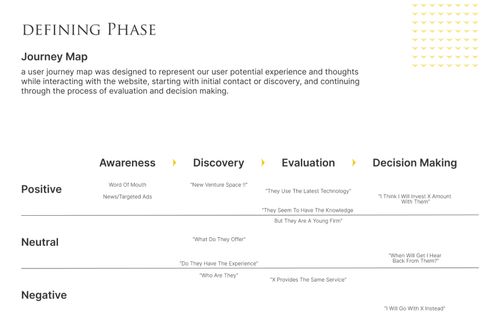 DEFINING PHASE
Journey Map
a user journey map was designed to represent our user potential experience and thoughts
while interacting with the website, starting with initial contact or discovery, and continuing
through the process of evaluation and decision making.
Awareness Discovery Evaluation Decision Making
Positive
Word Of Mouth
News/Targeted Ads
"New Venture Space !!"
"They Use The Latest Technology"
"They Seem To Have The Knowledge
But They Are A Young Firm"
"I Think I Will Invest X Amount
With Them"
Neutral
"What Do They Offer"
"Do They Have The Experience"
"When Will Get I Hear
Back From Them?"
Negative
"Who Are They"
"X Provides The Same Service"
"I Will Go With X Instead"